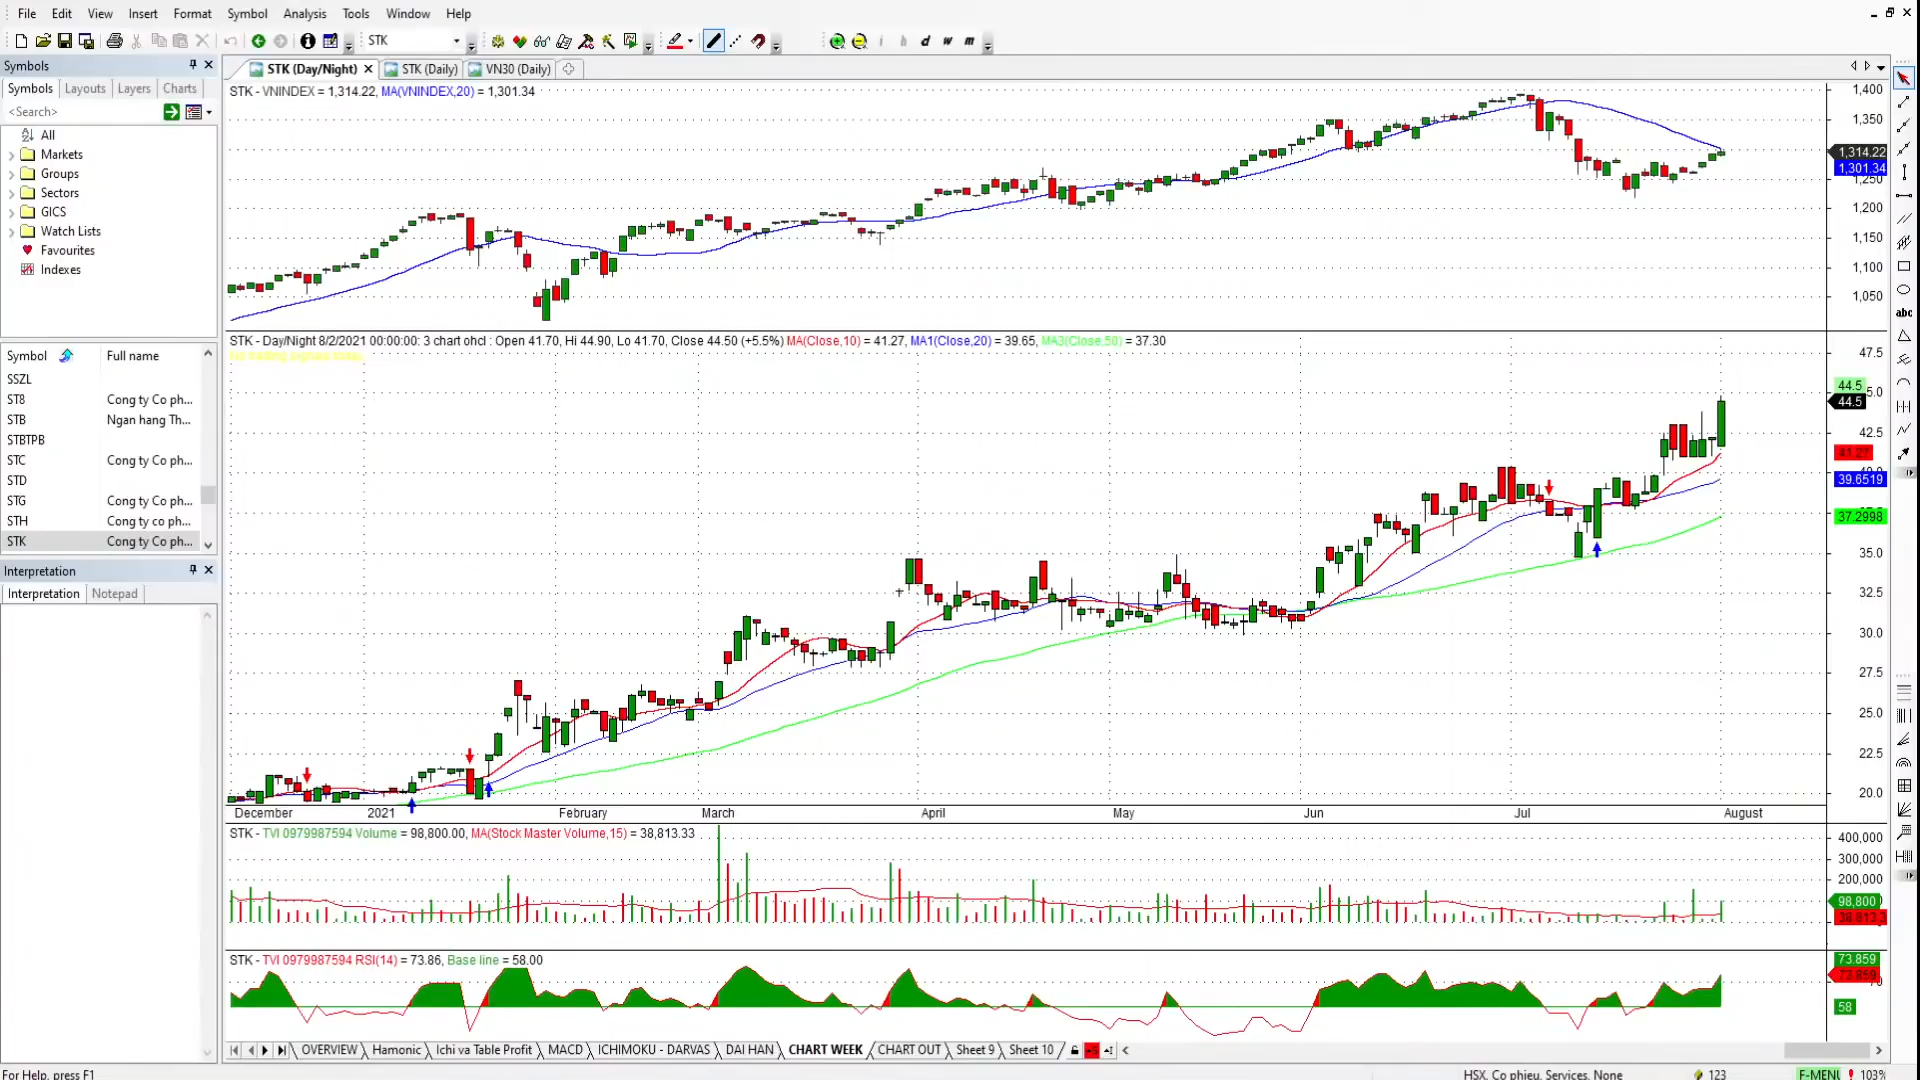 File Edit View Insert Format Symbol Analysis Tools Window Help
STK
Symbols
STK (Day/Night) STK (Daily) VN30 (Daily)
Symbols Layouts Layers Charts
STK - VNINDEX = 1,314.22, MA(VNINDEX,20) = 1,301.34
<Search>
All
Markets
Groups
Sectors
GICS
Watch Lists
Favourites
Indexes
1,400
1,350
1,314.22
1,301.34
1,250
1,200
1,150
1,100
1,050
STK - Day/Night 8/2/2021 00:00:00: 3 chart ohcl : Open 41.70, Hi 44.90, Lo 41.70, Close 44.50 (+5.5%) MA(Close,10) = 41.27, MA1(Close,20) = 39.65, MA3(Close,50) = 37.30
Symbol Full name
SSZL
ST8 Cong ty Co ph...
STB Ngan hang Th...
STBTPB
STC Cong ty Co ph...
STD
STG Cong ty Co ph...
STH Cong ty co ph...
STK Cong ty Co ph...
47.5
44.5
44.5
42.5
41.27
39.6519
37.2998
35.0
32.5
30.0
27.5
25.0
22.5
20.0
Interpretation
Interpretation Notepad
December 2021 February March April May Jun Jul August
STK - TVI 0979987594 Volume = 98,800.00, MA(Stock Master Volume,15) = 38,813.33
400,000
300,000
200,000
98,800
38,813.3
STK - TVI 0979987594 RSI(14) = 73.86, Base line = 58.00
73.859
73.859
58
OVERVIEW Hamonic Ichi va Table Profit MACD ICHIMOKU - DARVAS DAI HAN CHART WEEK CHART OUT Sheet 9 Sheet 10
For Help, press F1
HSX, Co phieu, Services, None 123 F-MENU 103%
abc